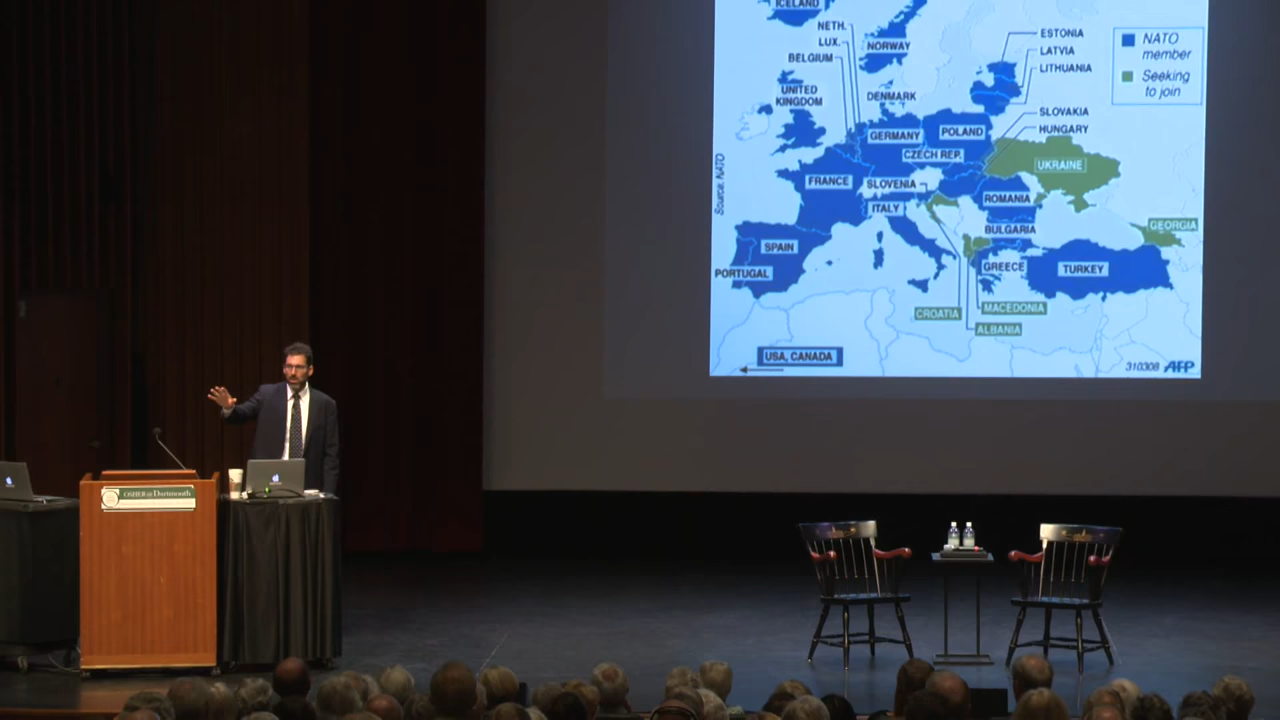 ICELAND
NETH.
LUX.
BELGIUM
NORWAY
ESTONIA
LATVIA
LITHUANIA
NATO
member
Seeking
to join
UNITED
KINGDOM
DENMARK
SLOVAKIA
HUNGARY
GERMANY
POLAND
CZECH REP.
UKRAINE
FRANCE
SLOVENIA
ROMANIA
ITALY
BULGARIA
GEORGIA
SPAIN
PORTUGAL
GREECE
TURKEY
CROATIA
MACEDONIA
ALBANIA
USA, CANADA
Source: NATO
310308 AFP
OSHER@Dartmouth